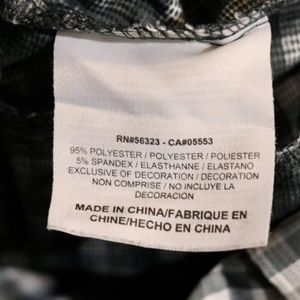 RN#56323 - CA#05553
95% POLYESTER / POLYESTER / POLIESTER
5% SPANDEX / ELASTHANNE / ELASTANO
EXCLUSIVE OF DECORATION / DECORATION
NON COMPRISE / NO INCLUYE LA
DECORACION
MADE IN CHINA/FABRIQUE EN
CHINE/HECHO EN CHINA